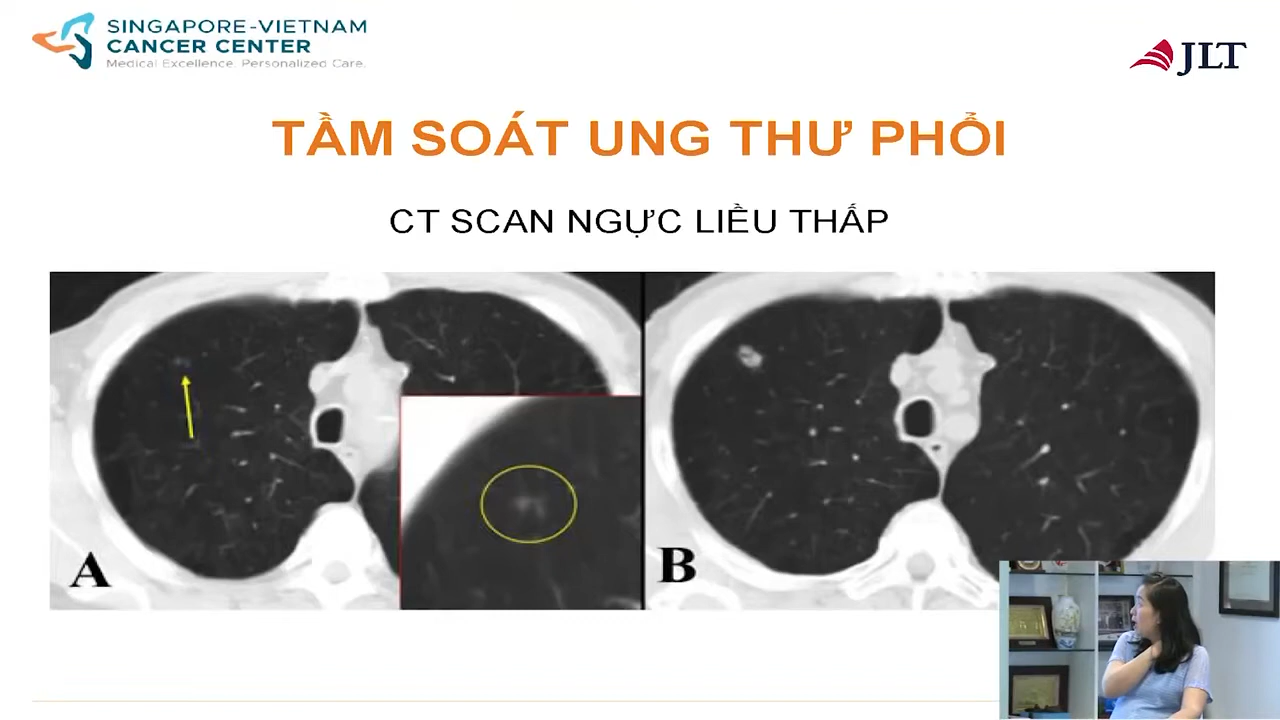 SINGAPORE-VIETNAM
CANCER CENTER
Medical Excellence. Personalized Care.
JLT
TẦM SOÁT UNG THƯ PHỔI
CT SCAN NGỰC LIỀU THẤP
A
B